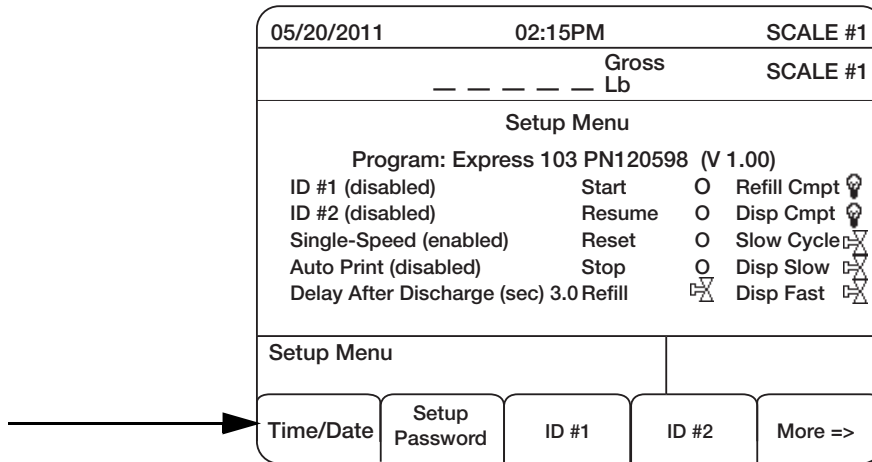 05/20/2011 02:15PM SCALE #1
Gross SCALE #1
_ _ _ _ _ Lb
Setup Menu
Program: Express 103 PN120598 (V 1.00)
ID #1 (disabled) Start O Refill Cmpt
ID #2 (disabled) Resume O Disp Cmpt
Single-Speed (enabled) Reset O Slow Cycle
Auto Print (disabled) Stop O Disp Slow
Delay After Discharge (sec) 3.0 Refill Disp Fast
Setup Menu
Time/Date Setup Password ID #1 ID #2 More =>